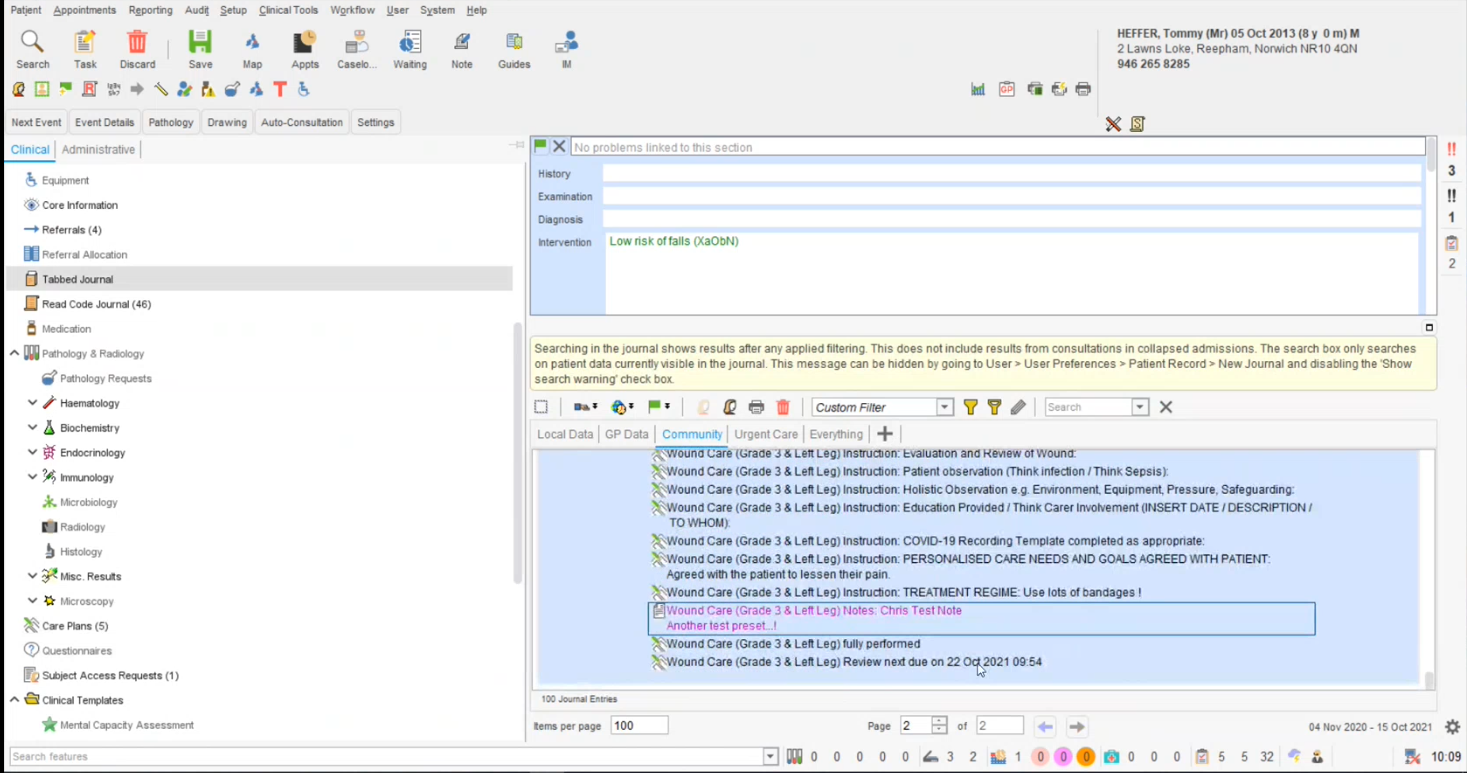 Patient Appointments Reporting Audit Setup Clinical Tools Workflow User System Help
Search Task Discard Save Map Appts Caselo... Waiting Note Guides IM
HEFFER, Tommy (Mr) 05 Oct 2013 (8 y 0 m) M
2 Lawns Loke, Reepham, Norwich NR10 4QN
946 265 8285
Next Event Event Details Pathology Drawing Auto-Consultation Settings
Clinical Administrative
Equipment
Core Information
Referrals (4)
Referral Allocation
Tabbed Journal
Read Code Journal (46)
Medication
Pathology & Radiology
Pathology Requests
Haematology
Biochemistry
Endocrinology
Immunology
Microbiology
Radiology
Histology
Misc. Results
Microscopy
Care Plans (5)
Questionnaires
Subject Access Requests (1)
Clinical Templates
Mental Capacity Assessment
Search features
No problems linked to this section
History
Examination
Diagnosis
Intervention Low risk of falls (XaObN)
!!
3
!!
1
2
Searching in the journal shows results after any applied filtering. This does not include results from consultations in collapsed admissions. The search box only searches
on patient data currently visible in the journal. This message can be hidden by going to User > User Preferences > Patient Record > New Journal and disabling the 'Show
search warning' check box.
Custom Filter Search
Local Data GP Data Community Urgent Care Everything
Wound Care (Grade 3 & Left Leg) Instruction: Evaluation and Review of Wound:
Wound Care (Grade 3 & Left Leg) Instruction: Patient observation (Think infection / Think Sepsis):
Wound Care (Grade 3 & Left Leg) Instruction: Holistic Observation e.g. Environment, Equipment, Pressure, Safeguarding:
Wound Care (Grade 3 & Left Leg) Instruction: Education Provided / Think Carer Involvement (INSERT DATE / DESCRIPTION /
TO WHOM):
Wound Care (Grade 3 & Left Leg) Instruction: COVID-19 Recording Template completed as appropriate:
Wound Care (Grade 3 & Left Leg) Instruction: PERSONALISED CARE NEEDS AND GOALS AGREED WITH PATIENT:
Agreed with the patient to lessen their pain.
Wound Care (Grade 3 & Left Leg) Instruction: TREATMENT REGIME: Use lots of bandages !
Wound Care (Grade 3 & Left Leg) Notes: Chris Test Note
Another test preset...!
Wound Care (Grade 3 & Left Leg) fully performed
Wound Care (Grade 3 & Left Leg) Review next due on 22 Oct 2021 09:54
100 Journal Entries
Items per page 100 Page 2 of 2 04 Nov 2020 - 15 Oct 2021
0 0 0 0 0 3 2 1 0 0 0 0 0 0 5 5 32 10:09